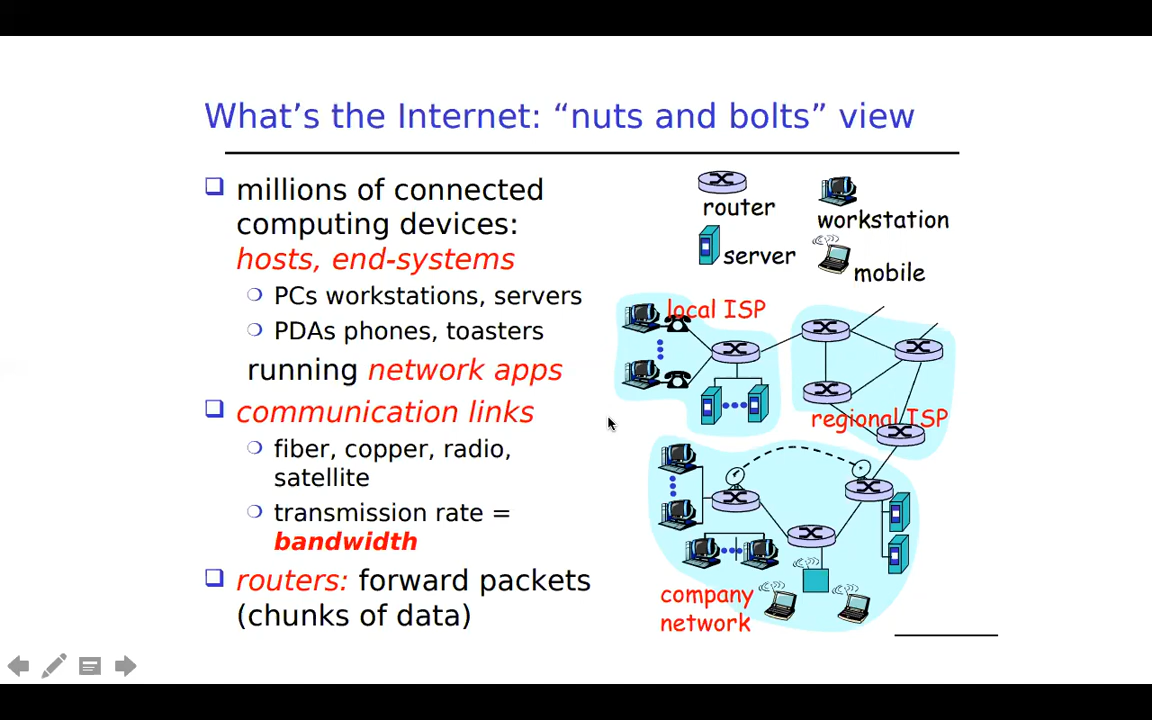 What’s the Internet: “nuts and bolts” view
millions of connected
computing devices:
hosts, end-systems
PCs workstations, servers
PDAs phones, toasters
running network apps
communication links
fiber, copper, radio,
satellite
transmission rate =
bandwidth
routers: forward packets
(chunks of data)
router
workstation
server
mobile
local ISP
regional ISP
company
network